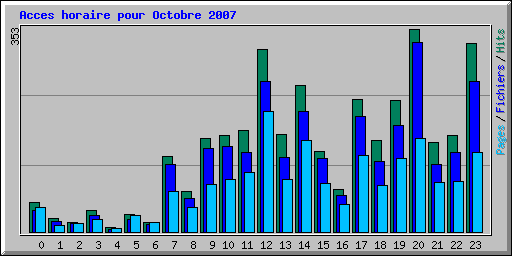 Acces horaire pour Octobre 2007
353
Pages / Fichiers / Hits
0 1 2 3 4 5 6 7 8 9 10 11 12 13 14 15 16 17 18 19 20 21 22 23